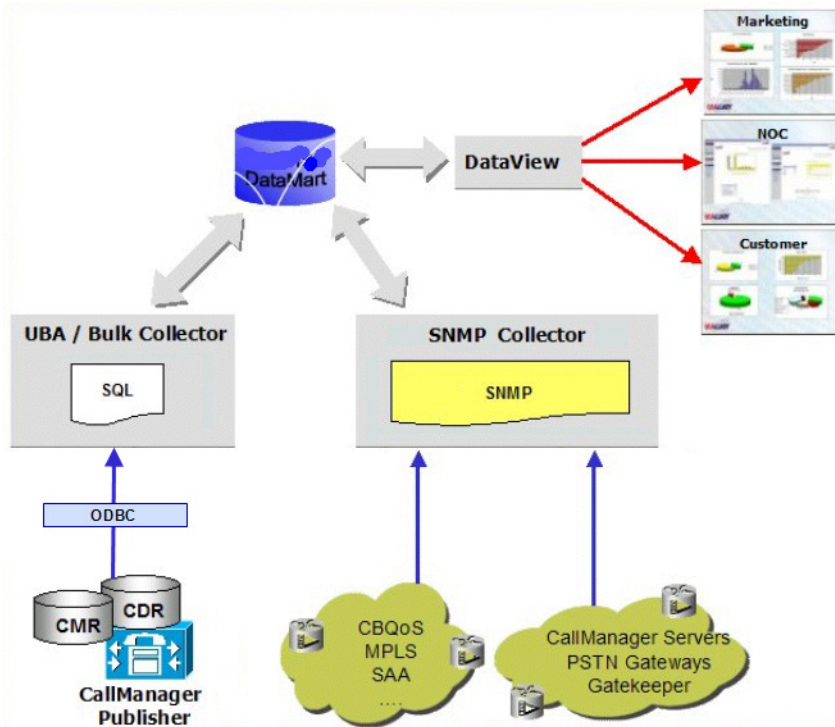 Marketing
DataMart
DataView
NOC
Customer
UBA / Bulk Collector
SQL
SNMP Collector
SNMP
ODBC
CMR
CDR
CallManager
Publisher
CBQoS
MPLS
SAA
....
CallManager Servers
PSTN Gateways
Gatekeeper